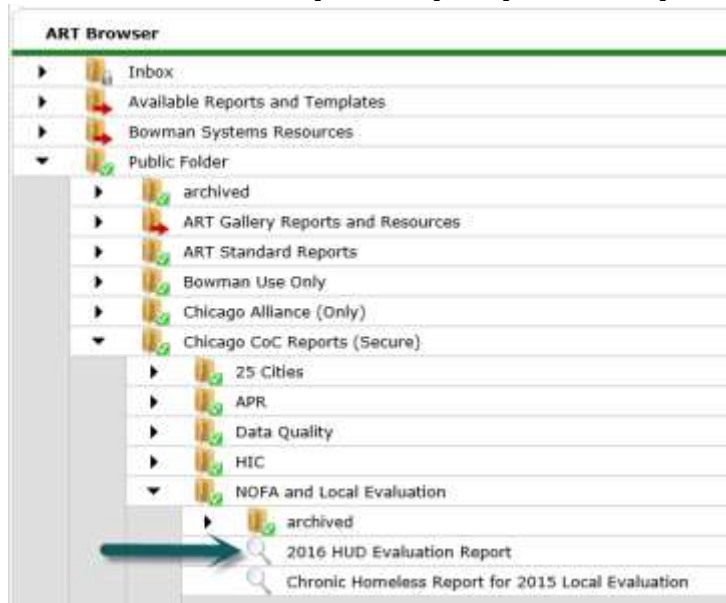 ART Browser
Inbox
Available Reports and Templates
Bowman Systems Resources
Public Folder
archived
ART Gallery Reports and Resources
ART Standard Reports
Bowman Use Only
Chicago Alliance (Only)
Chicago CoC Reports (Secure)
25 Cities
APR
Data Quality
HIC
NOFA and Local Evaluation
archived
2016 HUD Evaluation Report
Chronic Homeless Report for 2015 Local Evaluation